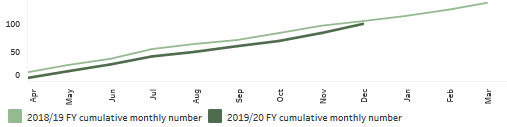 100
50
0
Apr
May
Jun
Jul
Aug
Sep
Oct
Nov
Dec
Jan
Feb
Mar
2018/19 FY cumulative monthly number 2019/20 FY cumulative monthly number